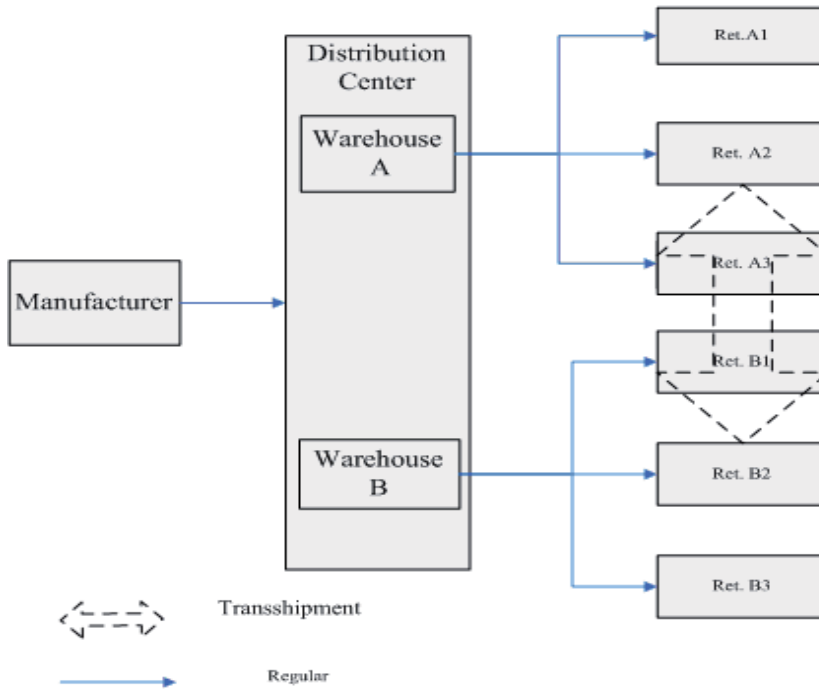 Manufacturer
Distribution
Center
Warehouse
A
Warehouse
B
Ret.A1
Ret. A2
Ret. A3
Ret. B1
Ret. B2
Ret. B3
Transshipment
Regular